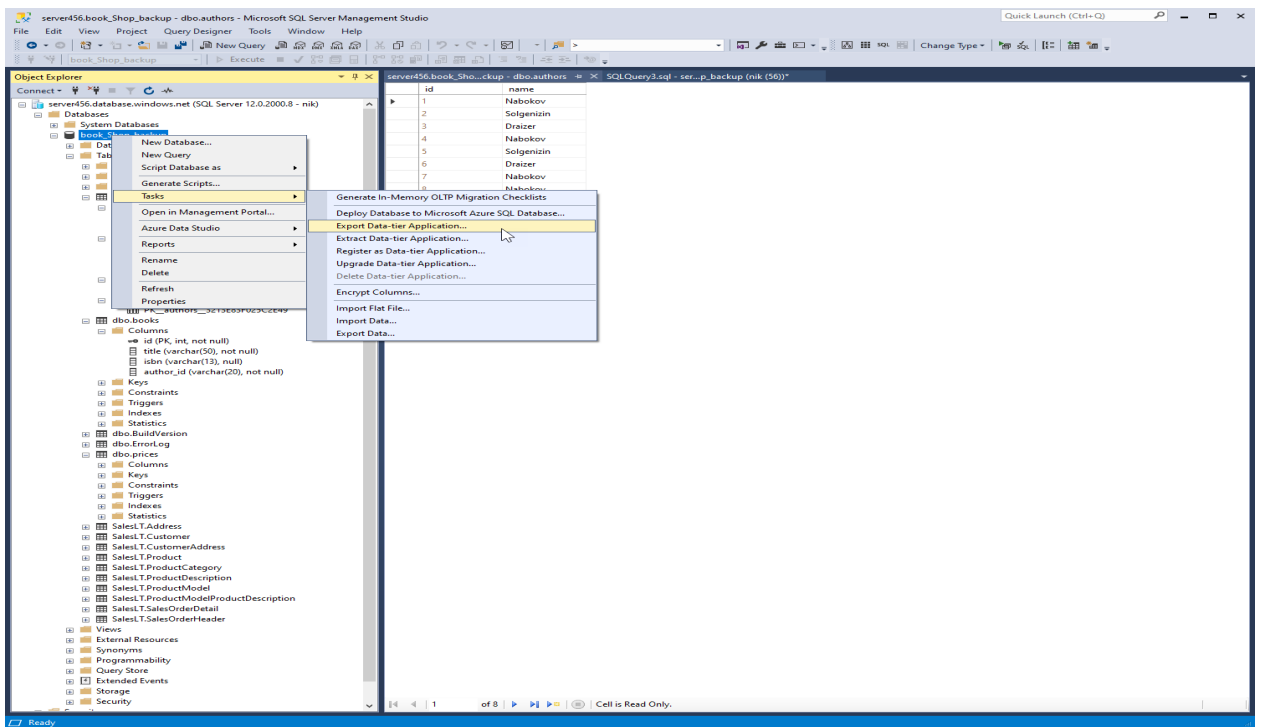 server456.book_Shop_backup - dbo.authors - Microsoft SQL Server Management Studio
Quick Launch (Ctrl+Q)
File Edit View Project Query Designer Tools Window Help
New Query
Change Type
book_Shop_backup
Execute
Object Explorer
server456.book_Sho...ckup - dbo.authors
SQLQuery3.sql - ser...p_backup (nik (56))*
Connect
server456.database.windows.net (SQL Server 12.0.2000.8 - nik)
Databases
System Databases
book_Shop_backup
Dat
Tab
New Database...
New Query
Script Database as
Generate Scripts...
Tasks
Open in Management Portal...
Azure Data Studio
Reports
Rename
Delete
Refresh
Properties
Generate In-Memory OLTP Migration Checklists
Deploy Database to Microsoft Azure SQL Database...
Export Data-tier Application...
Extract Data-tier Application...
Register as Data-tier Application...
Upgrade Data-tier Application...
Delete Data-tier Application...
Encrypt Columns...
Import Flat File...
Import Data...
Export Data...
id name
1 Nabokov
2 Solgenizin
3 Draizer
4 Nabokov
5 Solgenizin
6 Draizer
7 Nabokov
8 Nabokov
dbo.books
Columns
id (PK, int, not null)
title (varchar(50), not null)
isbn (varchar(13), null)
author_id (varchar(20), not null)
Keys
Constraints
Triggers
Indexes
Statistics
dbo.BuildVersion
dbo.ErrorLog
dbo.prices
Columns
Keys
Constraints
Triggers
Indexes
Statistics
SalesLT.Address
SalesLT.Customer
SalesLT.CustomerAddress
SalesLT.Product
SalesLT.ProductCategory
SalesLT.ProductDescription
SalesLT.ProductModel
SalesLT.ProductModelProductDescription
SalesLT.SalesOrderDetail
SalesLT.SalesOrderHeader
Views
External Resources
Synonyms
Programmability
Query Store
Extended Events
Storage
Security
1 of 8 Cell is Read Only.
Ready